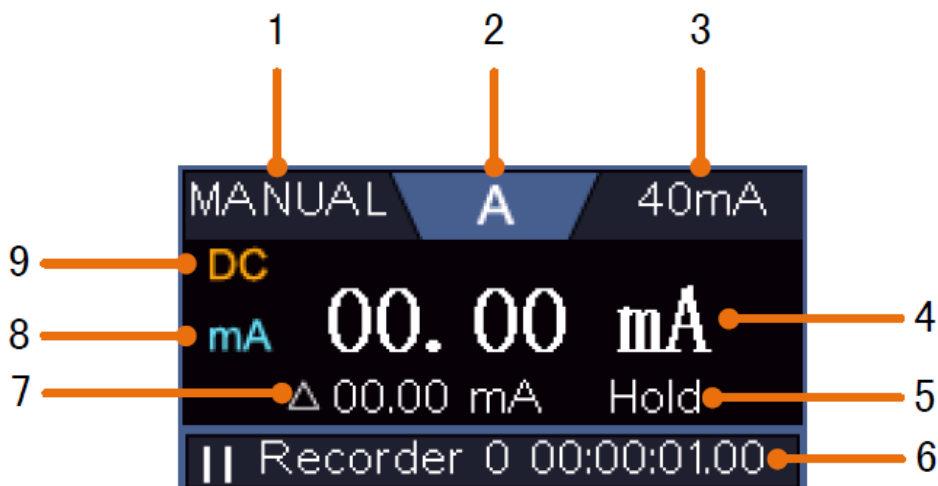 1 2 3
MANUAL A 40mA
9 DC
8 mA 00.00 mA 4
7 △ 00.00 mA Hold 5
|| Recorder 0 00:00:01.00 6